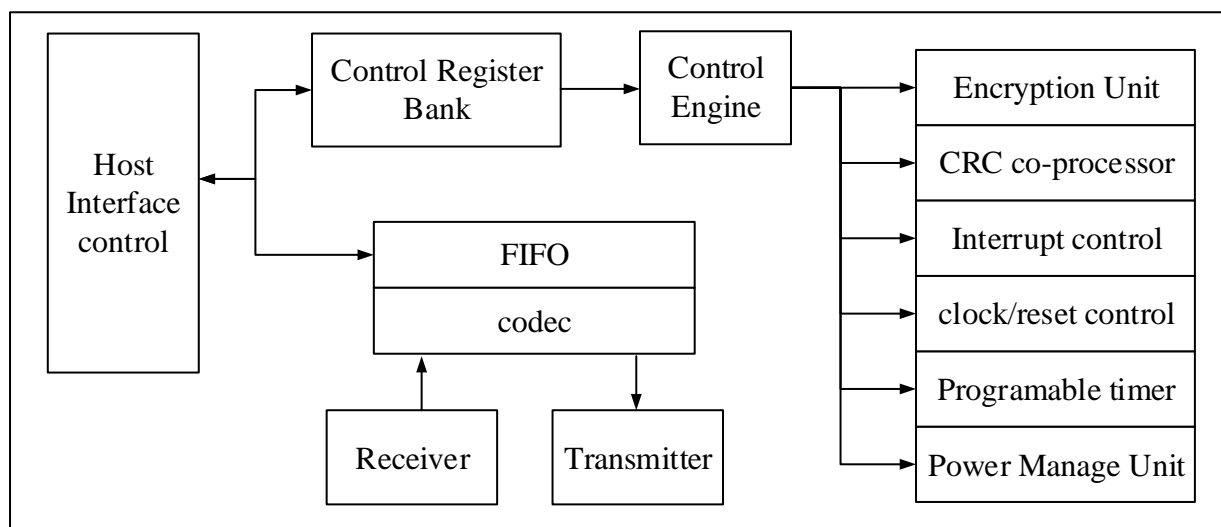 Host
Interface
control
Control Register
Bank
Control
Engine
FIFO
codec
Receiver
Transmitter
Encryption Unit
CRC co-processor
Interrupt control
clock/reset control
Programable timer
Power Manage Unit